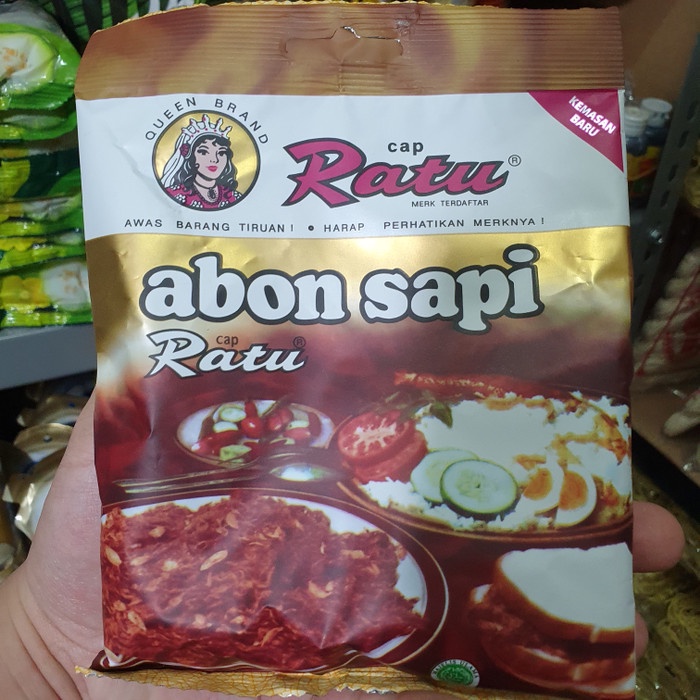 QUEEN BRAND
KEMASAN
BARU
cap
Ratu®
MERK TERDAFTAR
AWAS BARANG TIRUAN! • HARAP PERHATIKAN MERKNYA!
abon sapi
cap
Ratu®